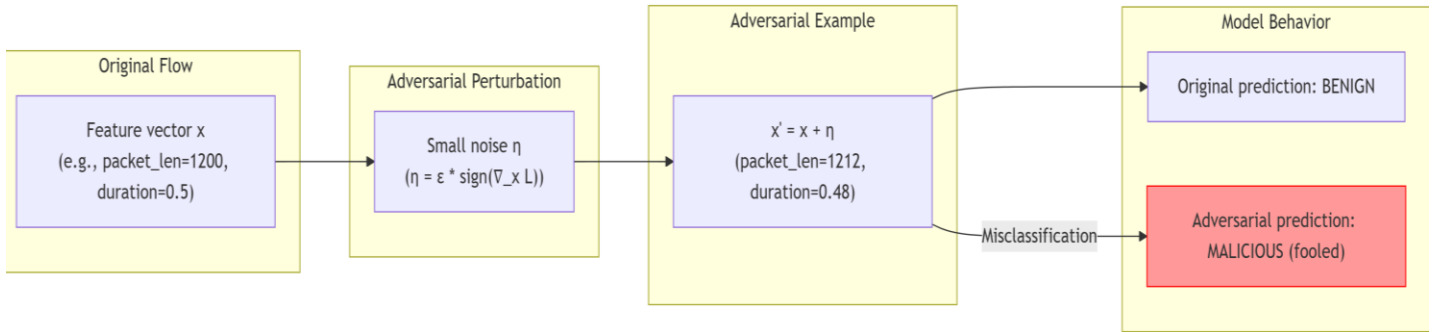 Original Flow
Feature vector x
(e.g., packet_len=1200,
duration=0.5)
Adversarial Perturbation
Small noise η
(η = ε * sign(∇_x L))
Adversarial Example
x' = x + η
(packet_len=1212,
duration=0.48)
Misclassification
Model Behavior
Original prediction: BENIGN
Adversarial prediction:
MALICIOUS (fooled)